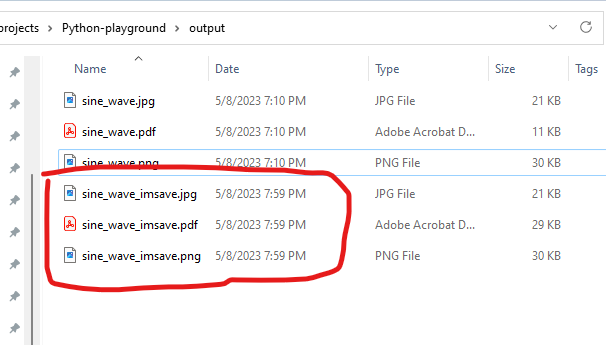 rojects > Python-playground > output
Name Date Type Size Tags
sine_wave.jpg 5/8/2023 7:10 PM JPG File 21 KB
sine_wave.pdf 5/8/2023 7:10 PM Adobe Acrobat D... 11 KB
sine_wave.png 5/8/2023 7:10 PM PNG File 30 KB
sine_wave_imsave.jpg 5/8/2023 7:59 PM JPG File 21 KB
sine_wave_imsave.pdf 5/8/2023 7:59 PM Adobe Acrobat D... 29 KB
sine_wave_imsave.png 5/8/2023 7:59 PM PNG File 30 KB